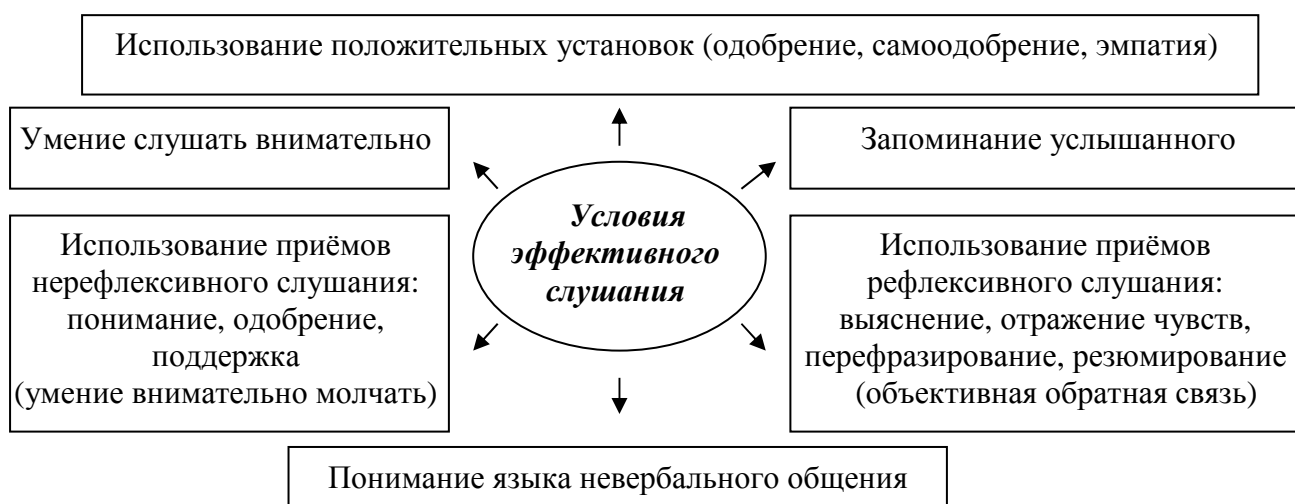 Использование положительных установок (одобрение, самоодобрение, эмпатия)
Умение слушать внимательно
Запоминание услышанного
Условия
эффективного
слушания
Использование приёмов
нерефлексивного слушания:
понимание, одобрение,
поддержка
(умение внимательно молчать)
Использование приёмов
рефлексивного слушания:
выяснение, отражение чувств,
перефразирование, резюмирование
(объективная обратная связь)
Понимание языка невербального общения